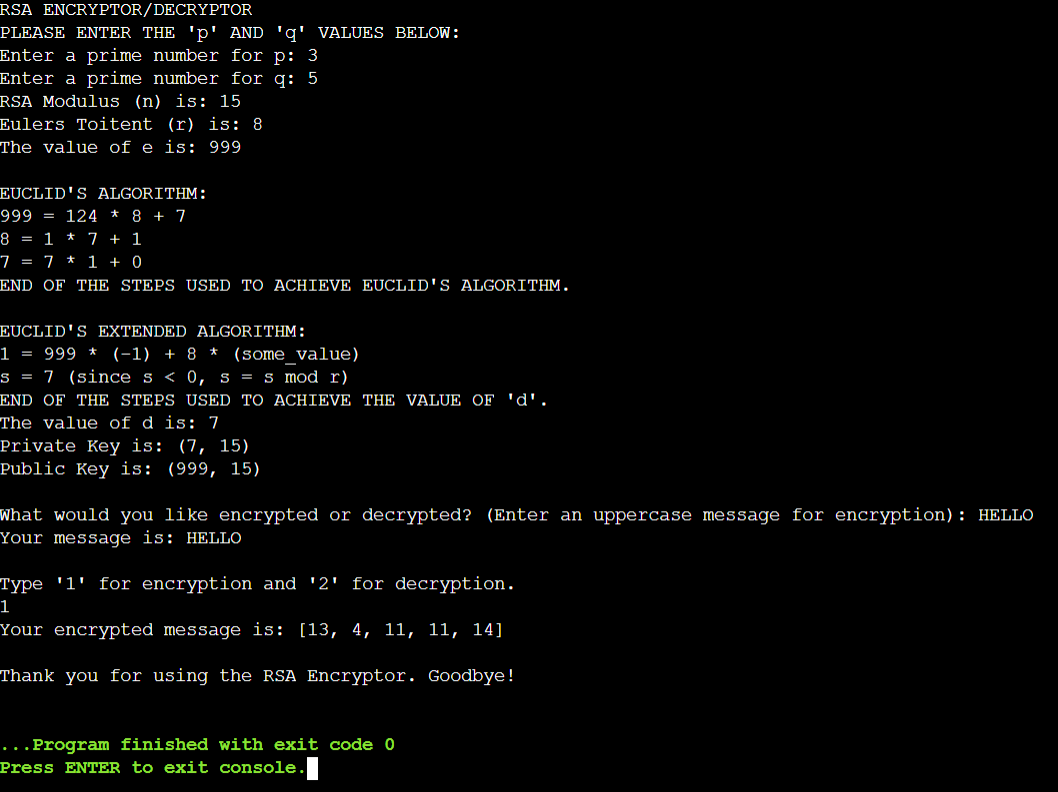 RSA ENCRYPTOR/DECRYPTOR
PLEASE ENTER THE 'p' AND 'q' VALUES BELOW:
Enter a prime number for p: 3
Enter a prime number for q: 5
RSA Modulus (n) is: 15
Eulers Toitent (r) is: 8
The value of e is: 999
EUCLID'S ALGORITHM:
999 = 124 * 8 + 7
8 = 1 * 7 + 1
7 = 7 * 1 + 0
END OF THE STEPS USED TO ACHIEVE EUCLID'S ALGORITHM.
EUCLID'S EXTENDED ALGORITHM:
1 = 999 * (-1) + 8 * (some_value)
s = 7 (since s < 0, s = s mod r)
END OF THE STEPS USED TO ACHIEVE THE VALUE OF 'd'.
The value of d is: 7
Private Key is: (7, 15)
Public Key is: (999, 15)
What would you like encrypted or decrypted? (Enter an uppercase message for encryption): HELLO
Your message is: HELLO
Type '1' for encryption and '2' for decryption.
1
Your encrypted message is: [13, 4, 11, 11, 14]
Thank you for using the RSA Encryptor. Goodbye!
...Program finished with exit code 0
Press ENTER to exit console.